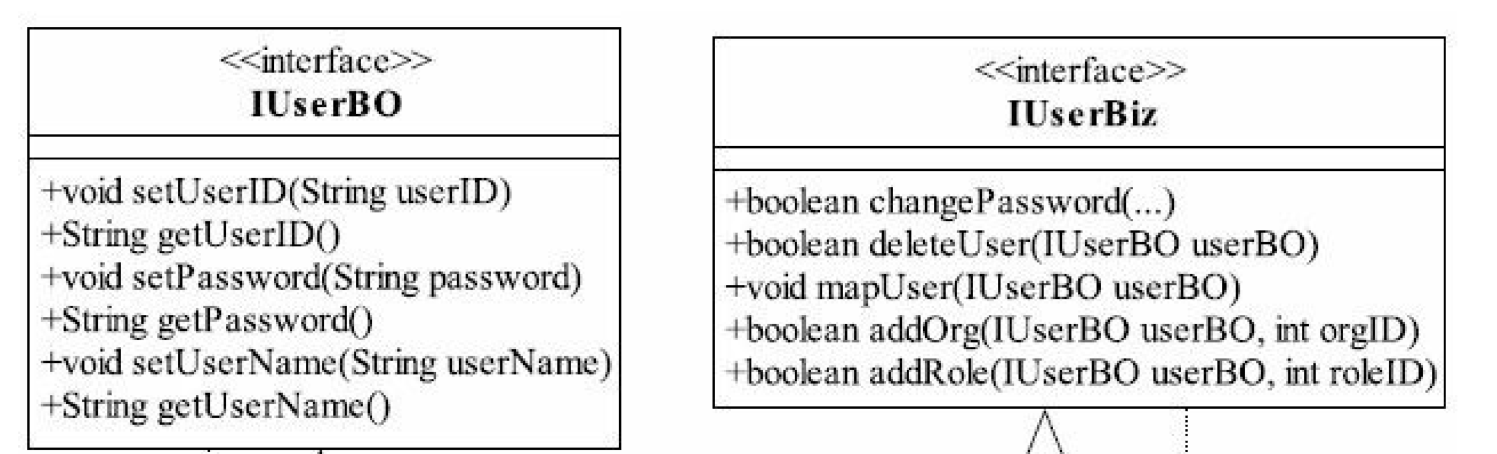 <<interface>>
IUserBO
+void setUserID(String userID)
+String getUserID()
+void setPassword(String password)
+String getPassword()
+void setUserName(String userName)
+String getUserName()
<<interface>>
IUserBiz
+boolean changePassword(...)
+boolean deleteUser(IUserBO userBO)
+void mapUser(IUserBO userBO)
+boolean addOrg(IUserBO userBO, int orgID)
+boolean addRole(IUserBO userBO, int roleID)